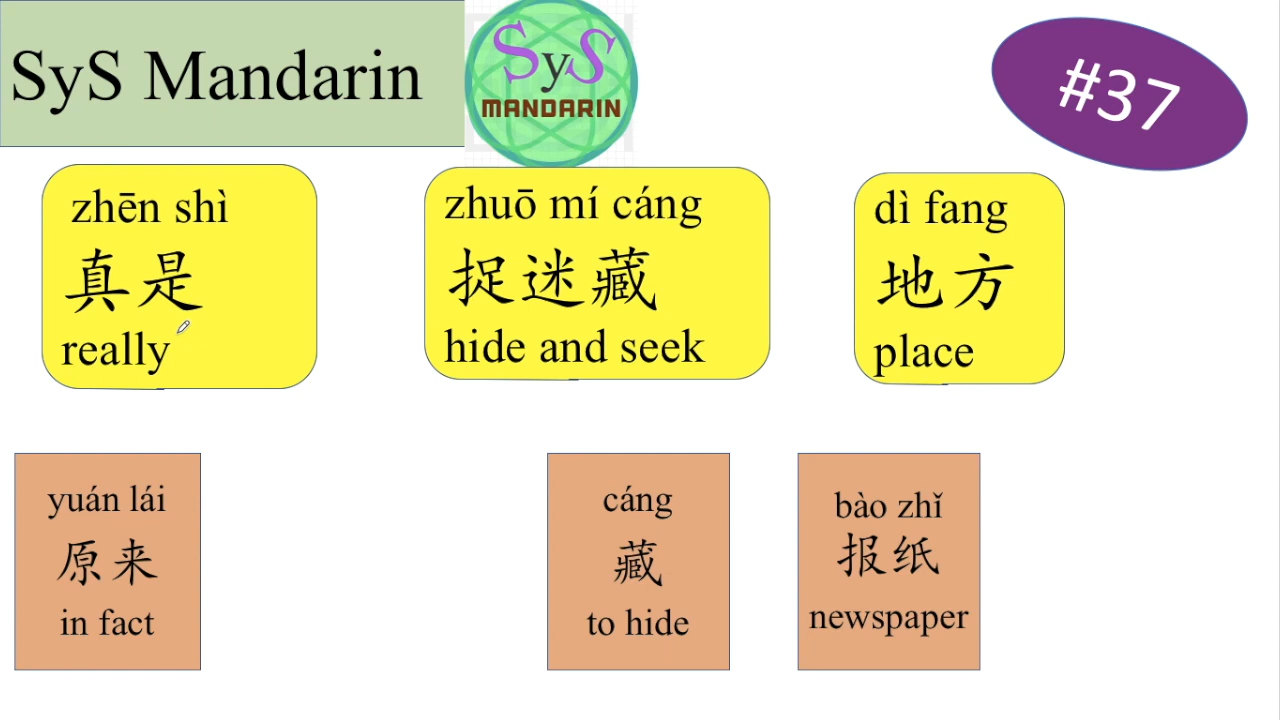 SyS Mandarin
SyS
MANDARIN
#37
zhēn shì
真是
really
zhuō mí cáng
捉迷藏
hide and seek
dì fang
地方
place
yuán lái
原来
in fact
cáng
藏
to hide
bào zhǐ
报纸
newspaper